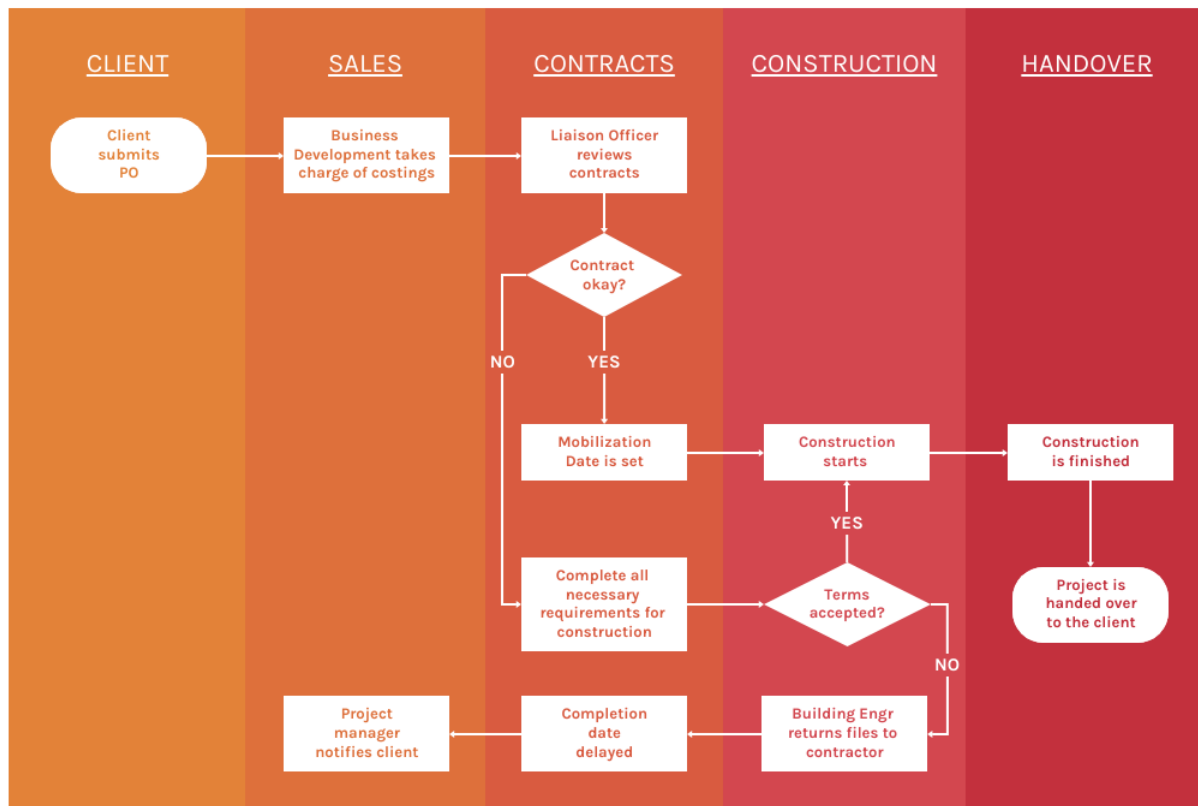 CLIENT
SALES
CONTRACTS
CONSTRUCTION
HANDOVER
Client
submits
PO
Business
Development takes
charge of costings
Liaison Officer
reviews
contracts
Contract
okay?
NO
YES
Mobilization
Date is set
Construction
starts
Construction
is finished
YES
Complete all
necessary
requirements for
construction
Terms
accepted?
Project is
handed over
to the client
NO
Project
manager
notifies client
Completion
date
delayed
Building Engr
returns files to
contractor